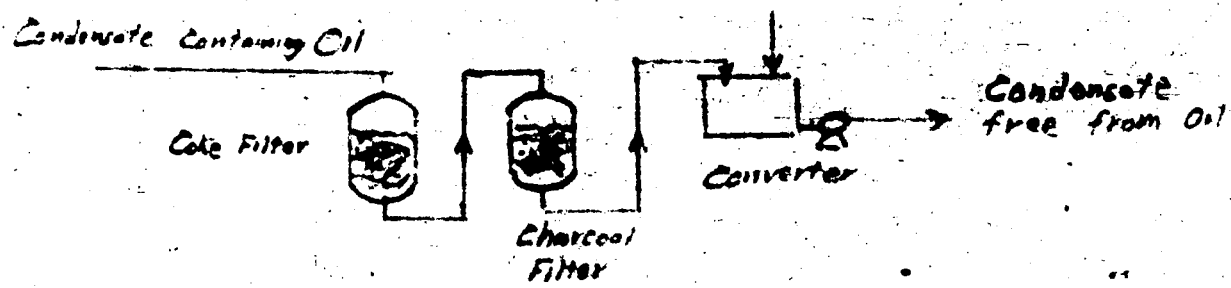 Condensate Containing Oil
Coke Filter
Charcoal
Filter
Converter
Condensate
free from Oil